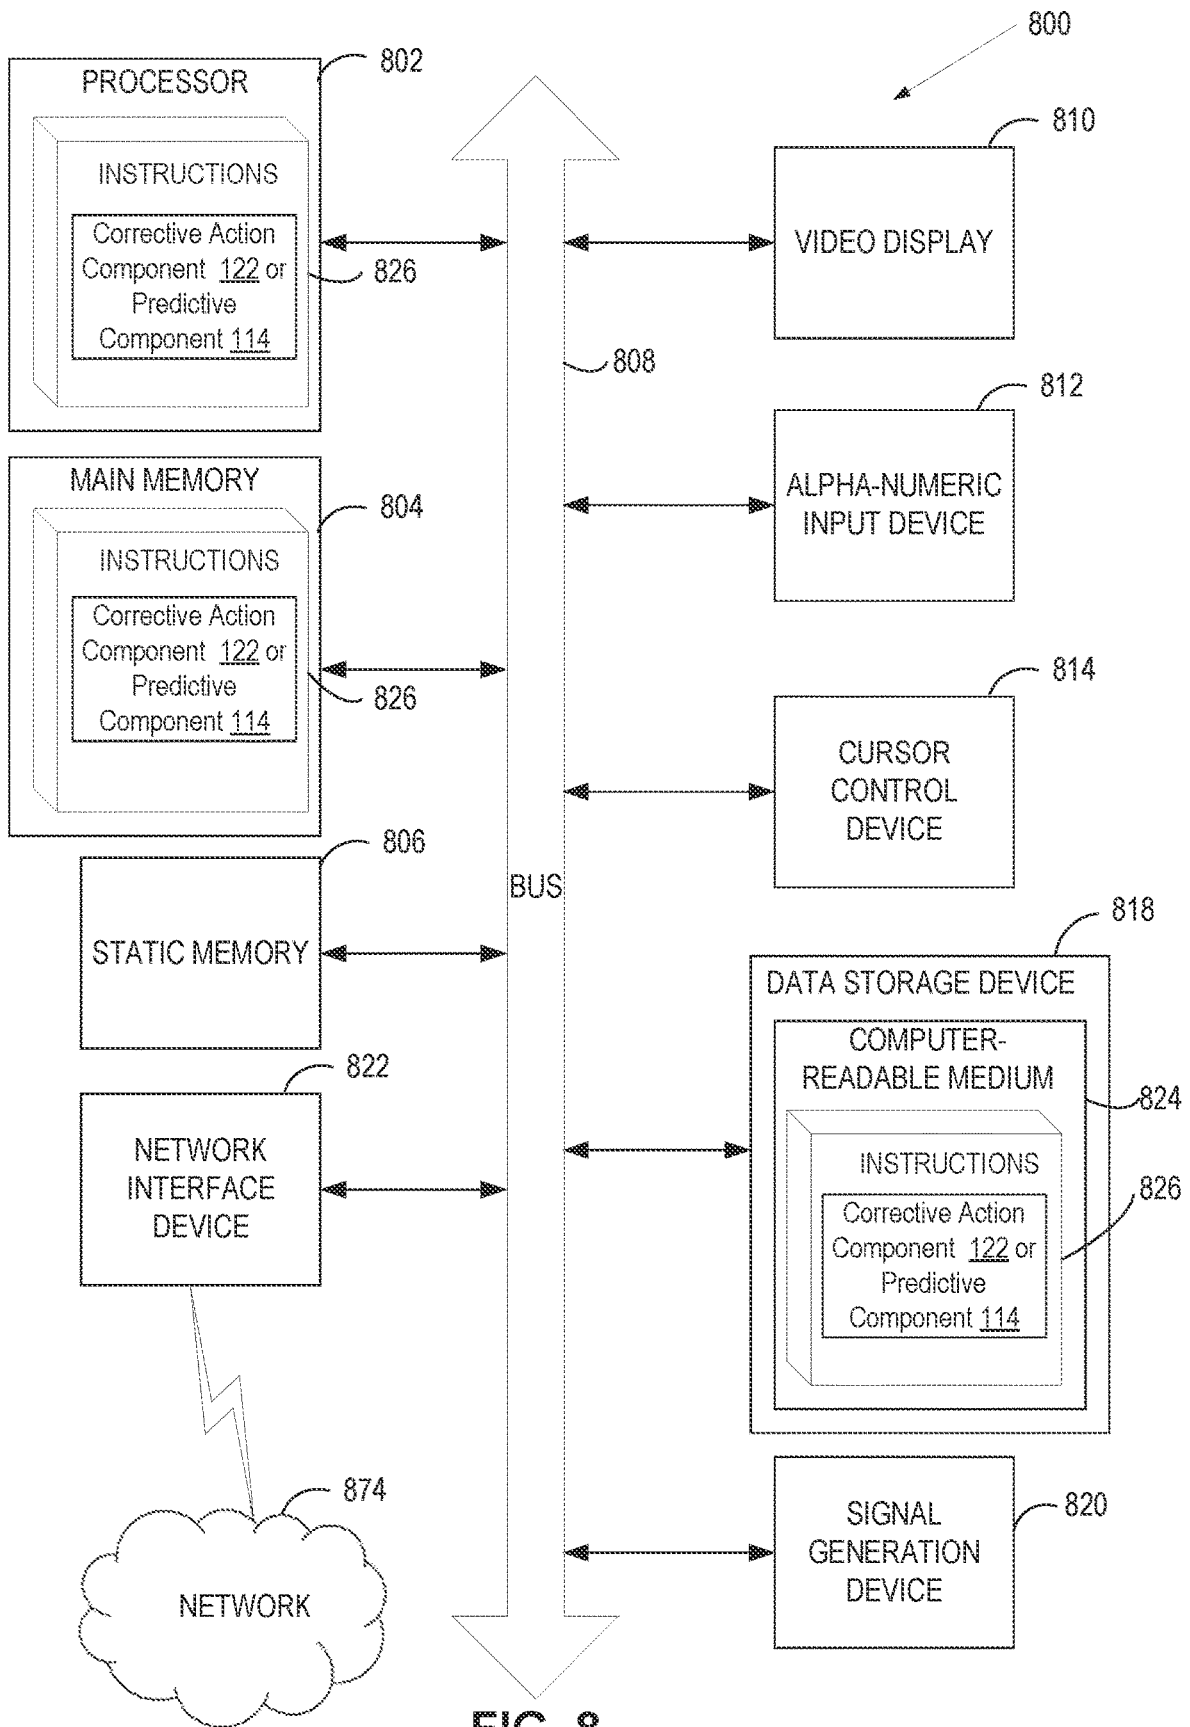 800
PROCESSOR
802
INSTRUCTIONS
Corrective Action
Component 122 or
Predictive
Component 114
826
MAIN MEMORY
804
INSTRUCTIONS
Corrective Action
Component 122 or
Predictive
Component 114
826
806
STATIC MEMORY
822
NETWORK
INTERFACE
DEVICE
874
NETWORK
808
BUS
810
VIDEO DISPLAY
812
ALPHA-NUMERIC
INPUT DEVICE
814
CURSOR
CONTROL
DEVICE
818
DATA STORAGE DEVICE
COMPUTER-
READABLE MEDIUM
824
INSTRUCTIONS
826
Corrective Action
Component 122 or
Predictive
Component 114
820
SIGNAL
GENERATION
DEVICE
FIG. 8